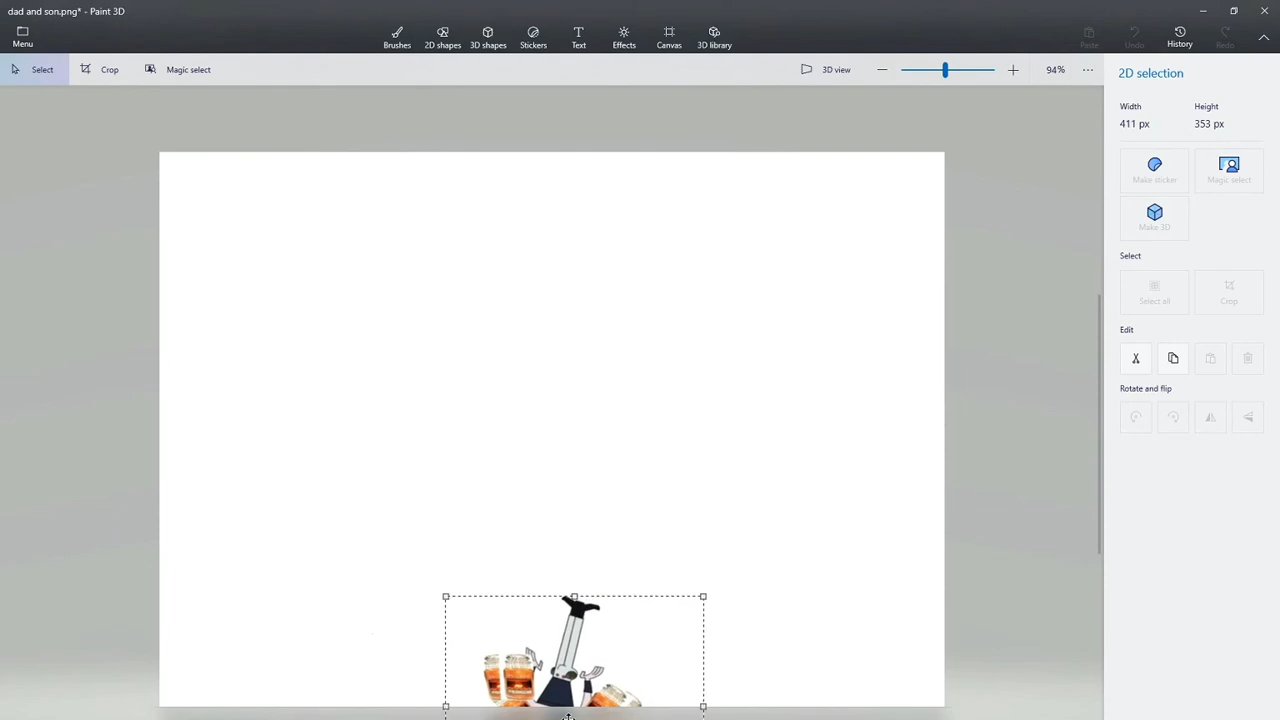 dad and son.png* - Paint 3D
Menu
Brushes 2D shapes 3D shapes Stickers Text Effects Canvas 3D library
Paste Undo History Redo
Select Crop Magic select 3D view 94%
2D selection
Width Height
411 px 353 px
Make sticker Magic select
Make 3D
Select
Select all Crop
Edit
Rotate and flip